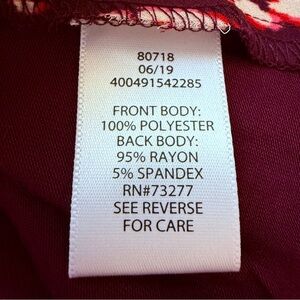 80718
06/19
400491542285
FRONT BODY:
100% POLYESTER
BACK BODY:
95% RAYON
5% SPANDEX
RN#73277
SEE REVERSE
FOR CARE